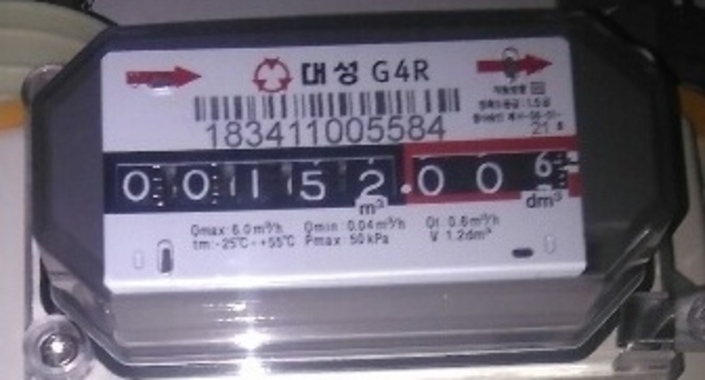 대성 G4R
183411005584
00152.006
m³ dm³
Qmax: 6.0m³/h Qmin: 0.04m³/h Qt: 0.6m³/h
tm: -25℃ - +55℃ Pmax: 50kPa V 1.2dm³